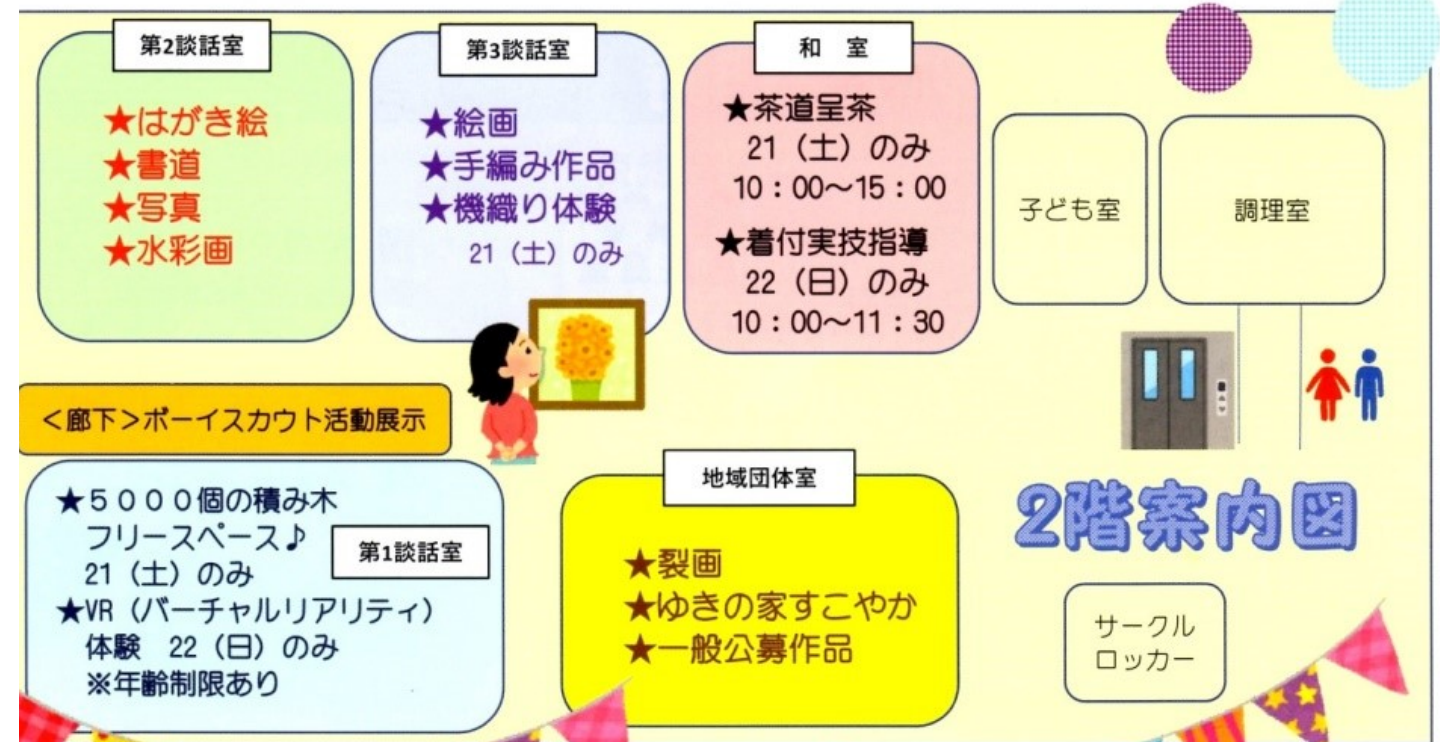 第2談話室
★はがき絵
★書道
★写真
★水彩画
第3談話室
★絵画
★手編み作品
★機織り体験
21（土）のみ
和　室
★茶道呈茶
21（土）のみ
10：00～15：00
★着付実技指導
22（日）のみ
10：00～11：30
子ども室
調理室
＜廊下＞ボーイスカウト活動展示
★５０００個の積み木
フリースペース♪
21（土）のみ
第1談話室
★VR（バーチャルリアリティ）
体験　22（日）のみ
※年齢制限あり
地域団体室
★裂画
★ゆきの家すこやか
★一般公募作品
2階案内図
サークル
ロッカー